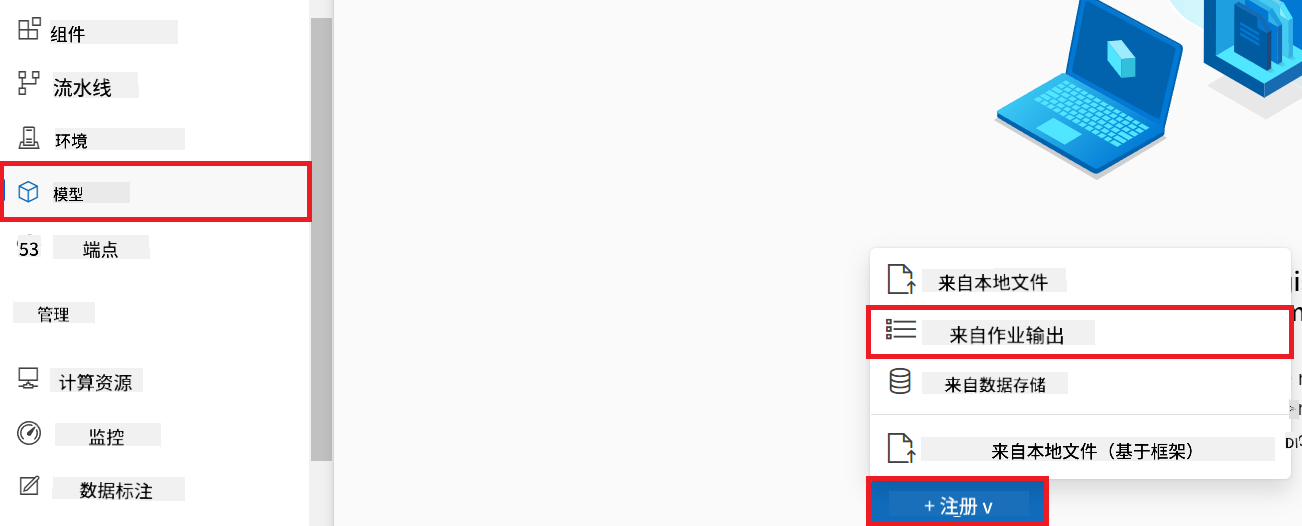 组件
流水线
环境
模型
53 端点
管理
计算资源
监控
数据标注
来自本地文件
来自作业输出
来自数据存储
来自本地文件（基于框架）
+ 注册 v